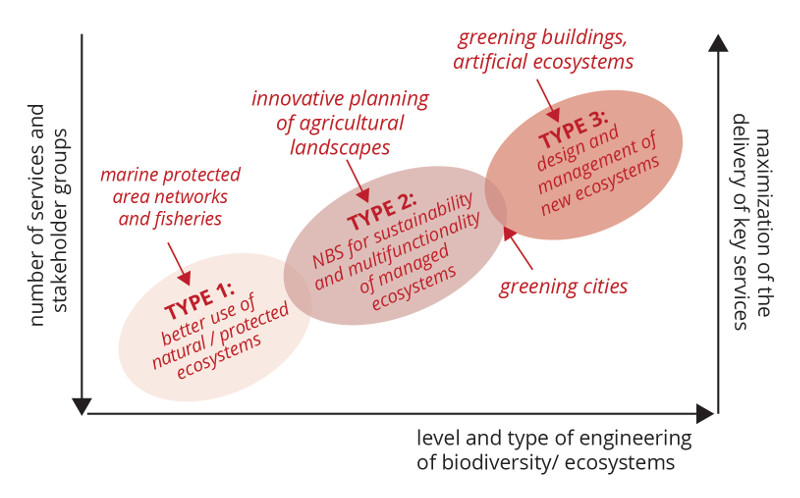 greening buildings,
artificial ecosystems
innovative planning
of agricultural
landscapes
marine protected
area networks
and fisheries
number of services and
stakeholder groups
TYPE 1:
better use of
natural / protected
ecosystems
TYPE 2:
NBS for sustainability
and multifunctionality
of managed
ecosystems
TYPE 3:
design and
management of
new ecosystems
greening cities
maximization of the
delivery of key services
level and type of engineering
of biodiversity/ ecosystems